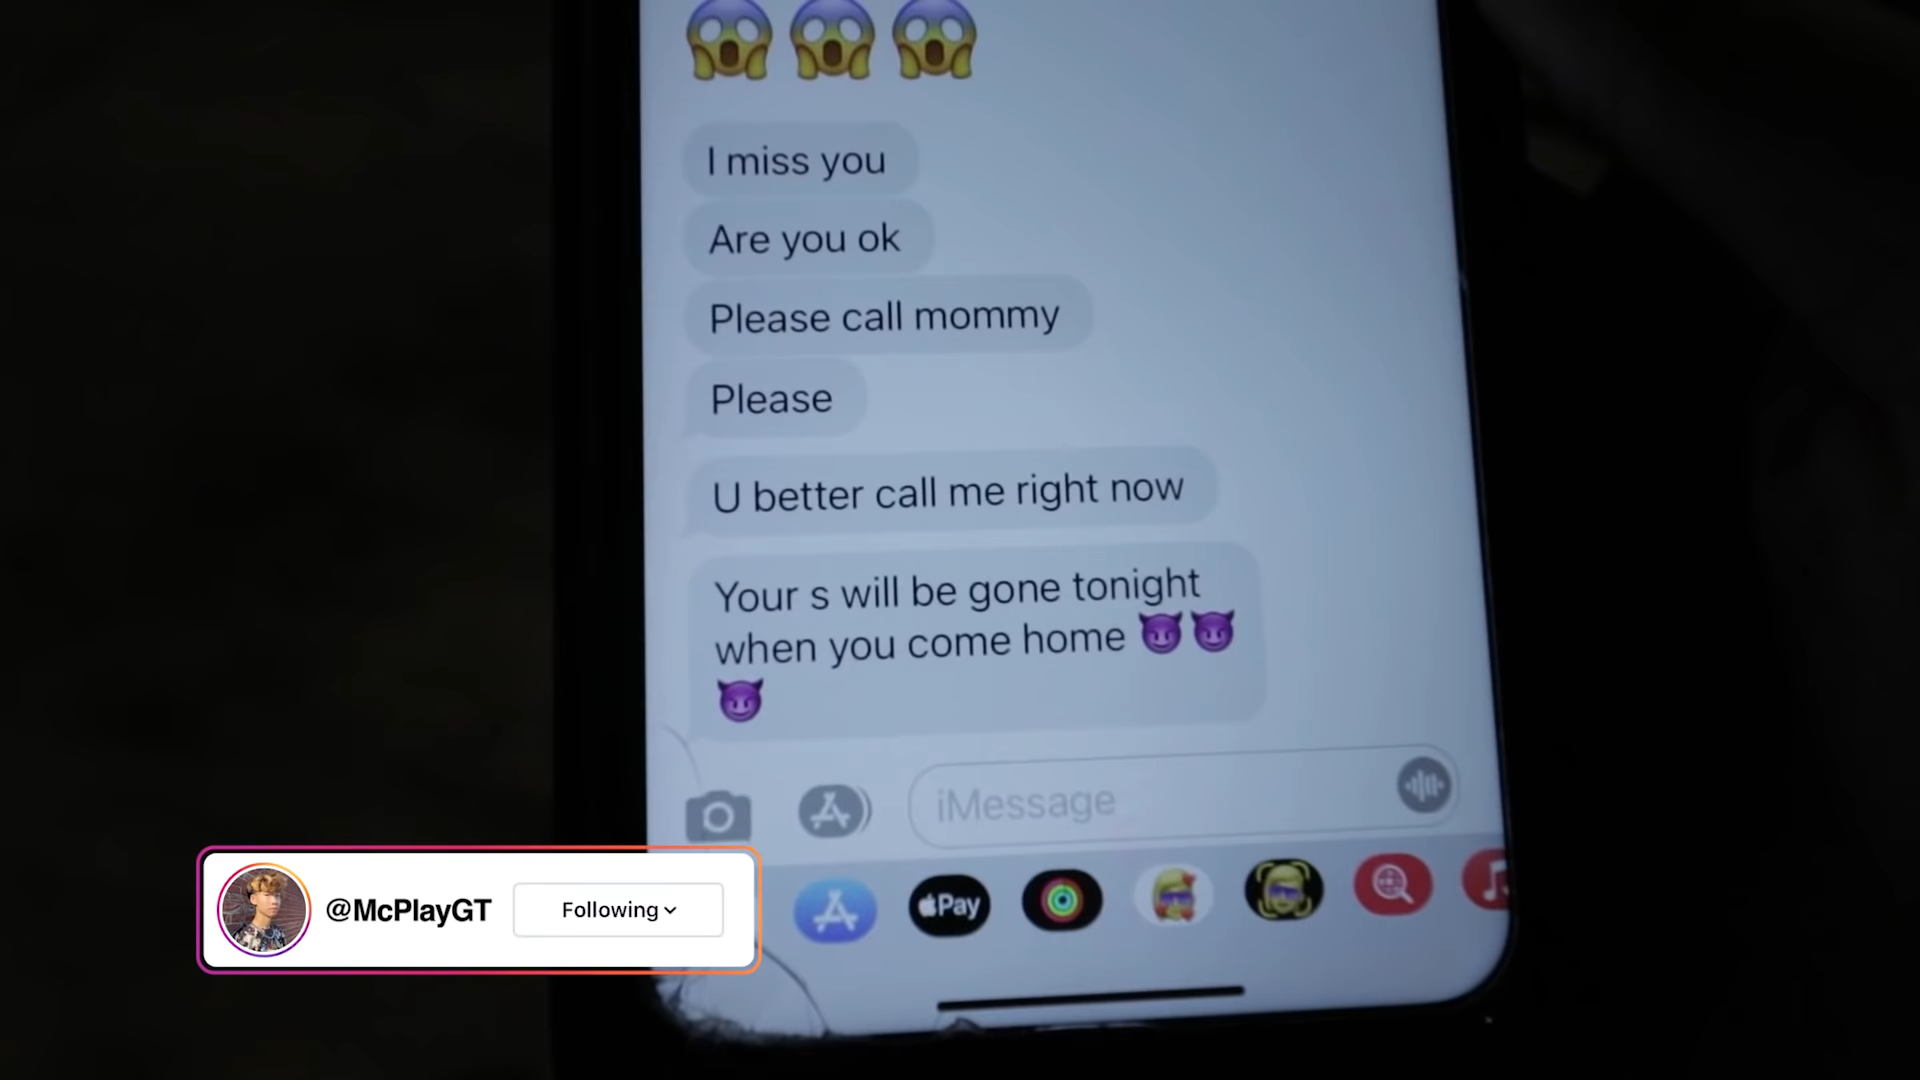 😱 😱 😱
I miss you
Are you ok
Please call mommy
Please
U better call me right now
Your s will be gone tonight
when you come home 😈😈
😈
iMessage
Pay
@McPlayGT
Following